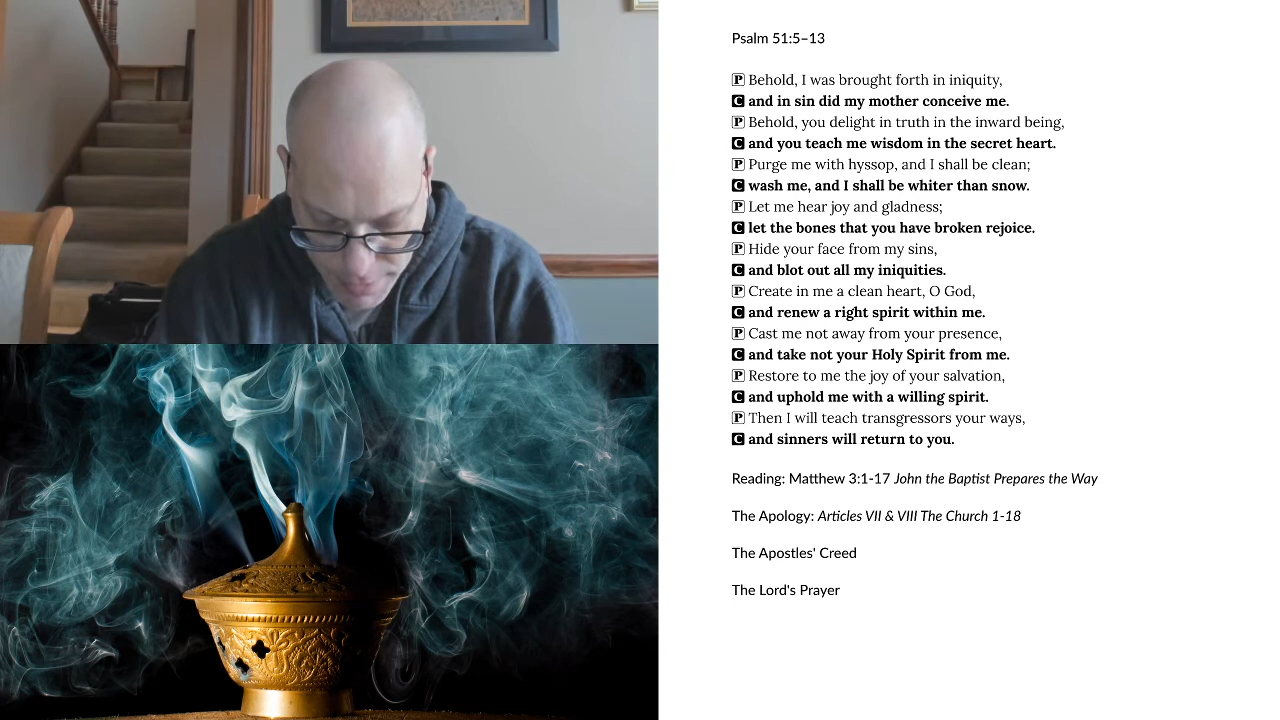 Psalm 51:5–13
P Behold, I was brought forth in iniquity,
C and in sin did my mother conceive me.
P Behold, you delight in truth in the inward being,
C and you teach me wisdom in the secret heart.
P Purge me with hyssop, and I shall be clean;
C wash me, and I shall be whiter than snow.
P Let me hear joy and gladness;
C let the bones that you have broken rejoice.
P Hide your face from my sins,
C and blot out all my iniquities.
P Create in me a clean heart, O God,
C and renew a right spirit within me.
P Cast me not away from your presence,
C and take not your Holy Spirit from me.
P Restore to me the joy of your salvation,
C and uphold me with a willing spirit.
P Then I will teach transgressors your ways,
C and sinners will return to you.
Reading: Matthew 3:1-17 John the Baptist Prepares the Way
The Apology: Articles VII & VIII The Church 1-18
The Apostles' Creed
The Lord's Prayer